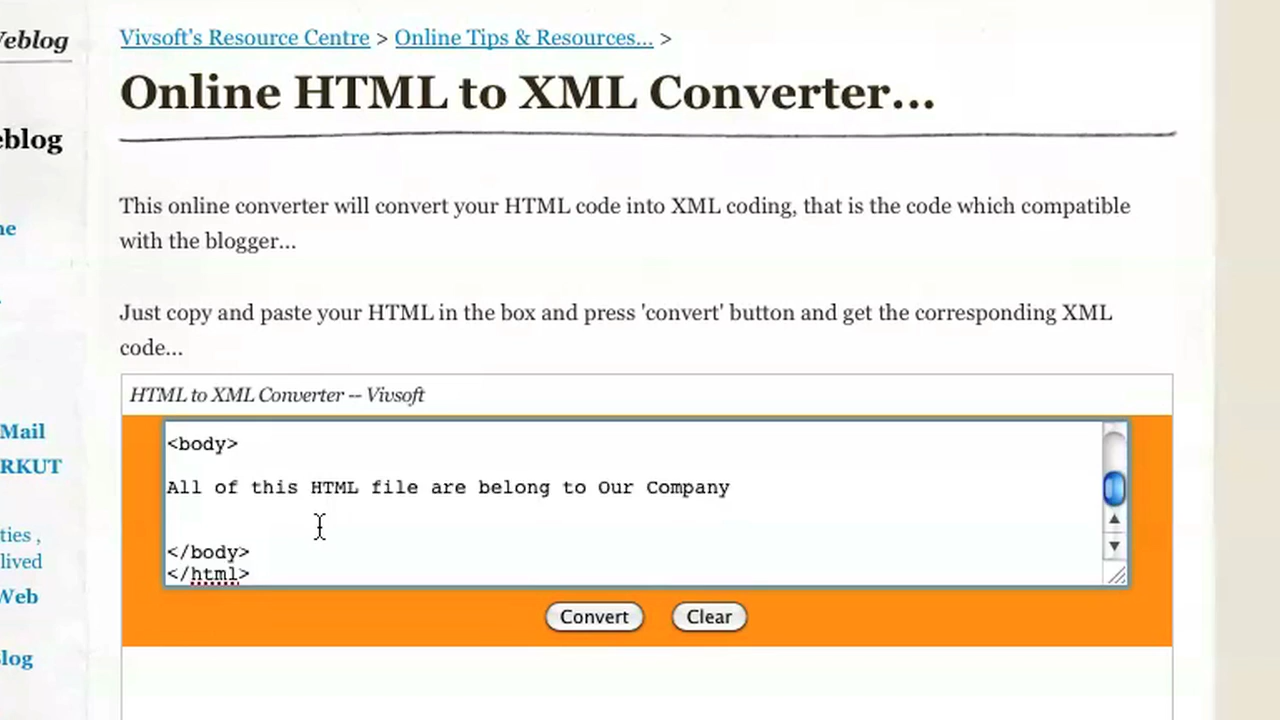 Veblog
Vivsoft's Resource Centre > Online Tips & Resources... >
Online HTML to XML Converter...
eblog
This online converter will convert your HTML code into XML coding, that is the code which compatible
with the blogger...
ne
Just copy and paste your HTML in the box and press 'convert' button and get the corresponding XML
code...
HTML to XML Converter -- Vivsoft
Mail
RKUT
<body>
All of this HTML file are belong to Our Company
ties ,
lived
</body>
</html>
Web
Convert Clear
log